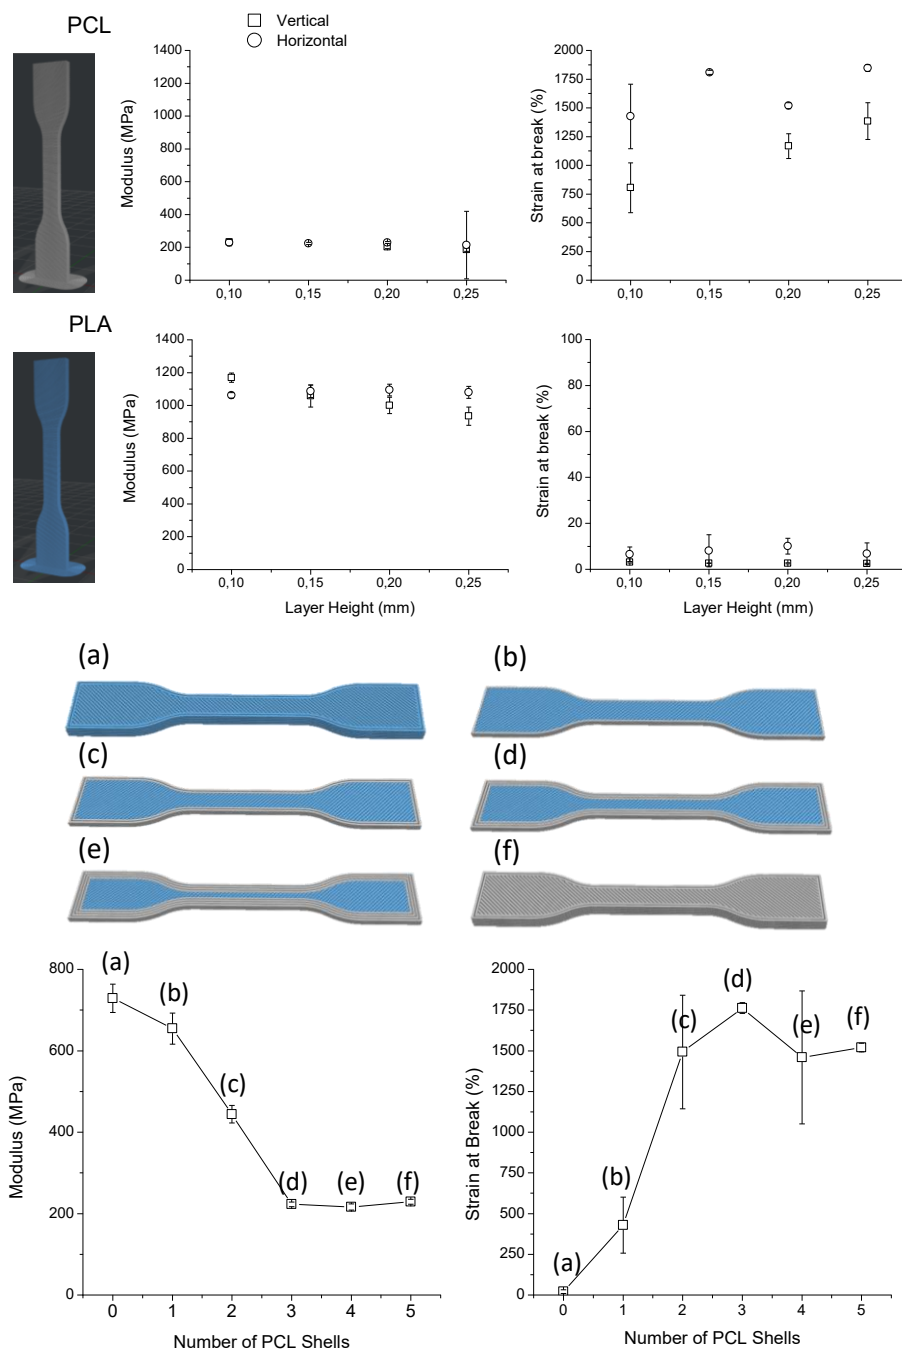 PCL
Vertical
Horizontal
1400
1200
1000
800
600
400
200
0
Modulus (MPa)
0,10
0,15
0,20
0,25
2000
1750
1500
1250
1000
750
500
250
0
Strain at break (%)
0,10
0,15
0,20
0,25
PLA
1400
1200
1000
800
600
400
200
0
Modulus (MPa)
0,10
0,15
0,20
0,25
Layer Height (mm)
100
80
60
40
20
0
Strain at break (%)
0,10
0,15
0,20
0,25
Layer Height (mm)
(a)
(b)
(c)
(d)
(e)
(f)
800
600
400
200
0
Modulus (MPa)
(a)
(b)
(c)
(d)
(e)
(f)
0
1
2
3
4
5
Number of PCL Shells
2000
1750
1500
1250
1000
750
500
250
0
Strain at Break (%)
(a)
(b)
(c)
(d)
(e)
(f)
0
1
2
3
4
5
Number of PCL Shells